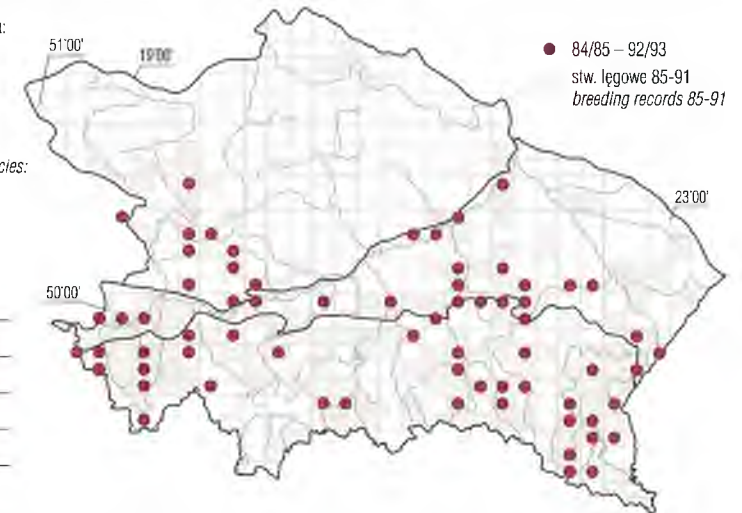 51°00'
19°00'
84/85 – 92/93
stw. lęgowe 85-91
breeding records 85-91
cies:
23°00'
50°00'